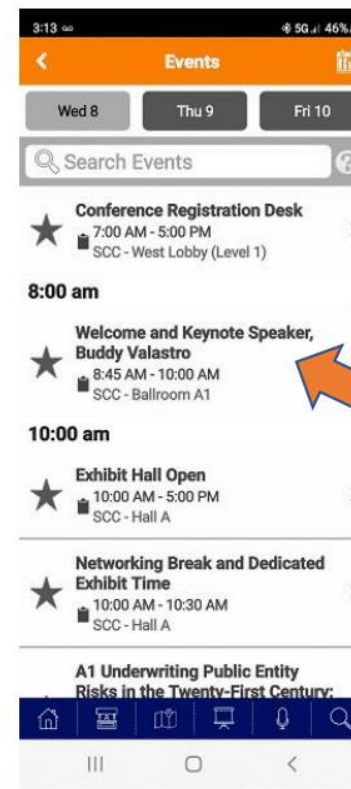 3:13
5G 46%
Events
Wed 8
Thu 9
Fri 10
Search Events
Conference Registration Desk
7:00 AM - 5:00 PM
SCC - West Lobby (Level 1)
8:00 am
Welcome and Keynote Speaker,
Buddy Valastro
8:45 AM - 10:00 AM
SCC - Ballroom A1
10:00 am
Exhibit Hall Open
10:00 AM - 5:00 PM
SCC - Hall A
Networking Break and Dedicated
Exhibit Time
10:00 AM - 10:30 AM
SCC - Hall A
A1 Underwriting Public Entity
Risks in the Twenty-First Century: